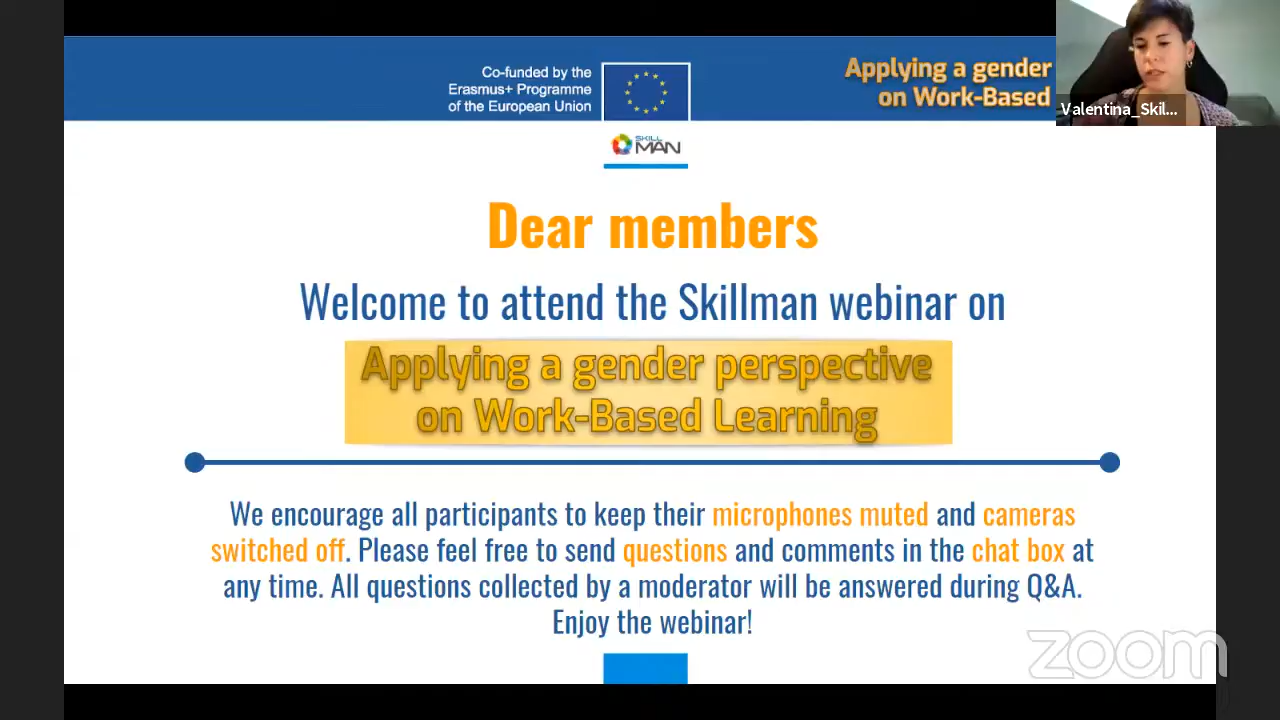 Co-funded by the
Erasmus+ Programme
of the European Union
Applying a gender
on Work-Based
Valentina_Skil...
SKILL
MAN
Dear members
Welcome to attend the Skillman webinar on
Applying a gender perspective
on Work-Based Learning
We encourage all participants to keep their microphones muted and cameras
switched off. Please feel free to send questions and comments in the chat box at
any time. All questions collected by a moderator will be answered during Q&A.
Enjoy the webinar!
zoom